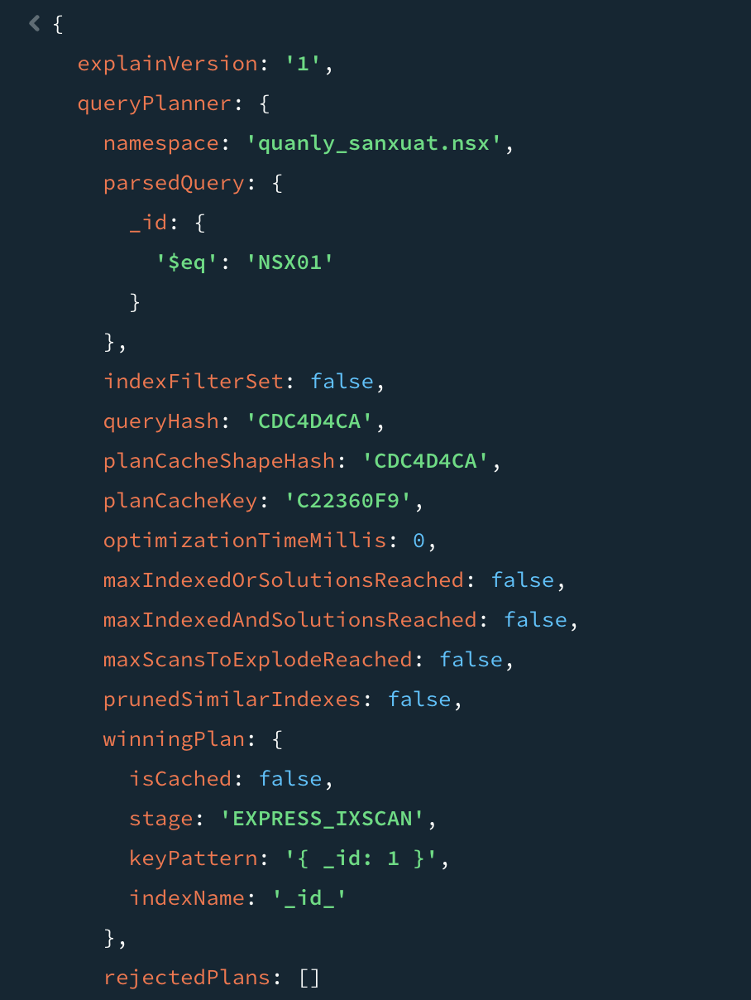 {
explainVersion: '1',
queryPlanner: {
namespace: 'quanly_sanxuat.nsx',
parsedQuery: {
_id: {
'$eq': 'NSX01'
}
},
indexFilterSet: false,
queryHash: 'CDC4D4CA',
planCacheShapeHash: 'CDC4D4CA',
planCacheKey: 'C22360F9',
optimizationTimeMillis: 0,
maxIndexedOrSolutionsReached: false,
maxIndexedAndSolutionsReached: false,
maxScansToExplodeReached: false,
prunedSimilarIndexes: false,
winningPlan: {
isCached: false,
stage: 'EXPRESS_IXSCAN',
keyPattern: '{ _id: 1 }',
indexName: '_id_'
},
rejectedPlans: []